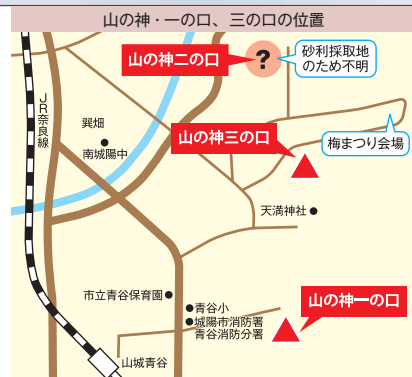 山の神・一の口、三の口の位置
山の神二の口
?
砂利採取地
のため不明
JR奈良線
巽畑
南城陽中
山の神三の口
梅まつり会場
天満神社
市立青谷保育園
青谷小
城陽市消防署
青谷消防分署
山の神一の口
山城青谷